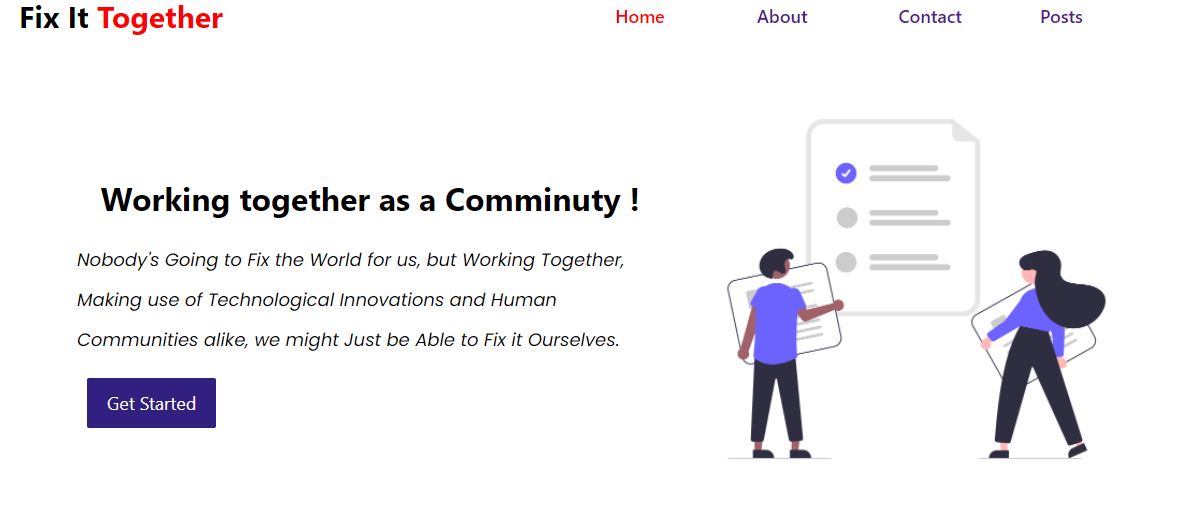 Fix It Together
Home
About
Contact
Posts
Working together as a Comminuty !
Nobody's Going to Fix the World for us, but Working Together,
Making use of Technological Innovations and Human
Communities alike, we might Just be Able to Fix it Ourselves.
Get Started